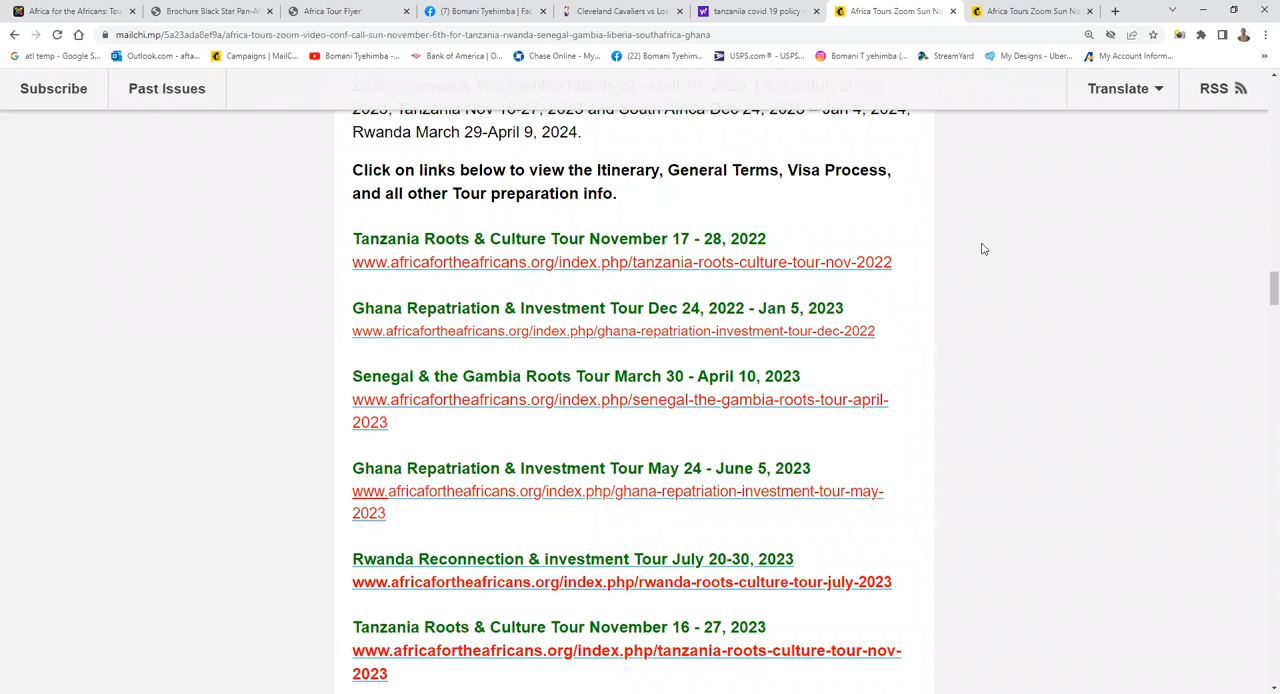 Africa for the Africans: Tou
Brochure Black Star Pan-Af
Africa Tour Flyer
(7) Bomani Tyehimba | Fac
Cleveland Cavaliers vs Los
tanzaniia covid 19 policy -
Africa Tours Zoom Sun No
Africa Tours Zoom Sun No
mailchi.mp/5a23ada8ef9a/africa-tours-zoom-video-conf-call-sun-november-6th-for-tanzania-rwanda-senegal-gambia-liberia-southafrica-ghana
atl temp - Google S...
Outlook.com - afta...
Campaigns | MailC...
Bomani Tyehimba -...
Bank of America | O...
Chase Online - My...
(22) Bomani Tyehim...
USPS.com® - USPS...
Bomani T yehimba (...
StreamYard
My Designs - Uber...
My Account Inform...
Subscribe
Past Issues
Translate
RSS
2023, Tanzania Nov 16-27, 2023 and South Africa Dec 24, 2023 – Jan 4, 2024,
Rwanda March 29-April 9, 2024.
Click on links below to view the Itinerary, General Terms, Visa Process,
and all other Tour preparation info.
Tanzania Roots & Culture Tour November 17 - 28, 2022
www.africafortheafricans.org/index.php/tanzania-roots-culture-tour-nov-2022
Ghana Repatriation & Investment Tour Dec 24, 2022 - Jan 5, 2023
www.africafortheafricans.org/index.php/ghana-repatriation-investment-tour-dec-2022
Senegal & the Gambia Roots Tour March 30 - April 10, 2023
www.africafortheafricans.org/index.php/senegal-the-gambia-roots-tour-april-
2023
Ghana Repatriation & Investment Tour May 24 - June 5, 2023
www.africafortheafricans.org/index.php/ghana-repatriation-investment-tour-may-
2023
Rwanda Reconnection & investment Tour July 20-30, 2023
www.africafortheafricans.org/index.php/rwanda-roots-culture-tour-july-2023
Tanzania Roots & Culture Tour November 16 - 27, 2023
www.africafortheafricans.org/index.php/tanzania-roots-culture-tour-nov-
2023